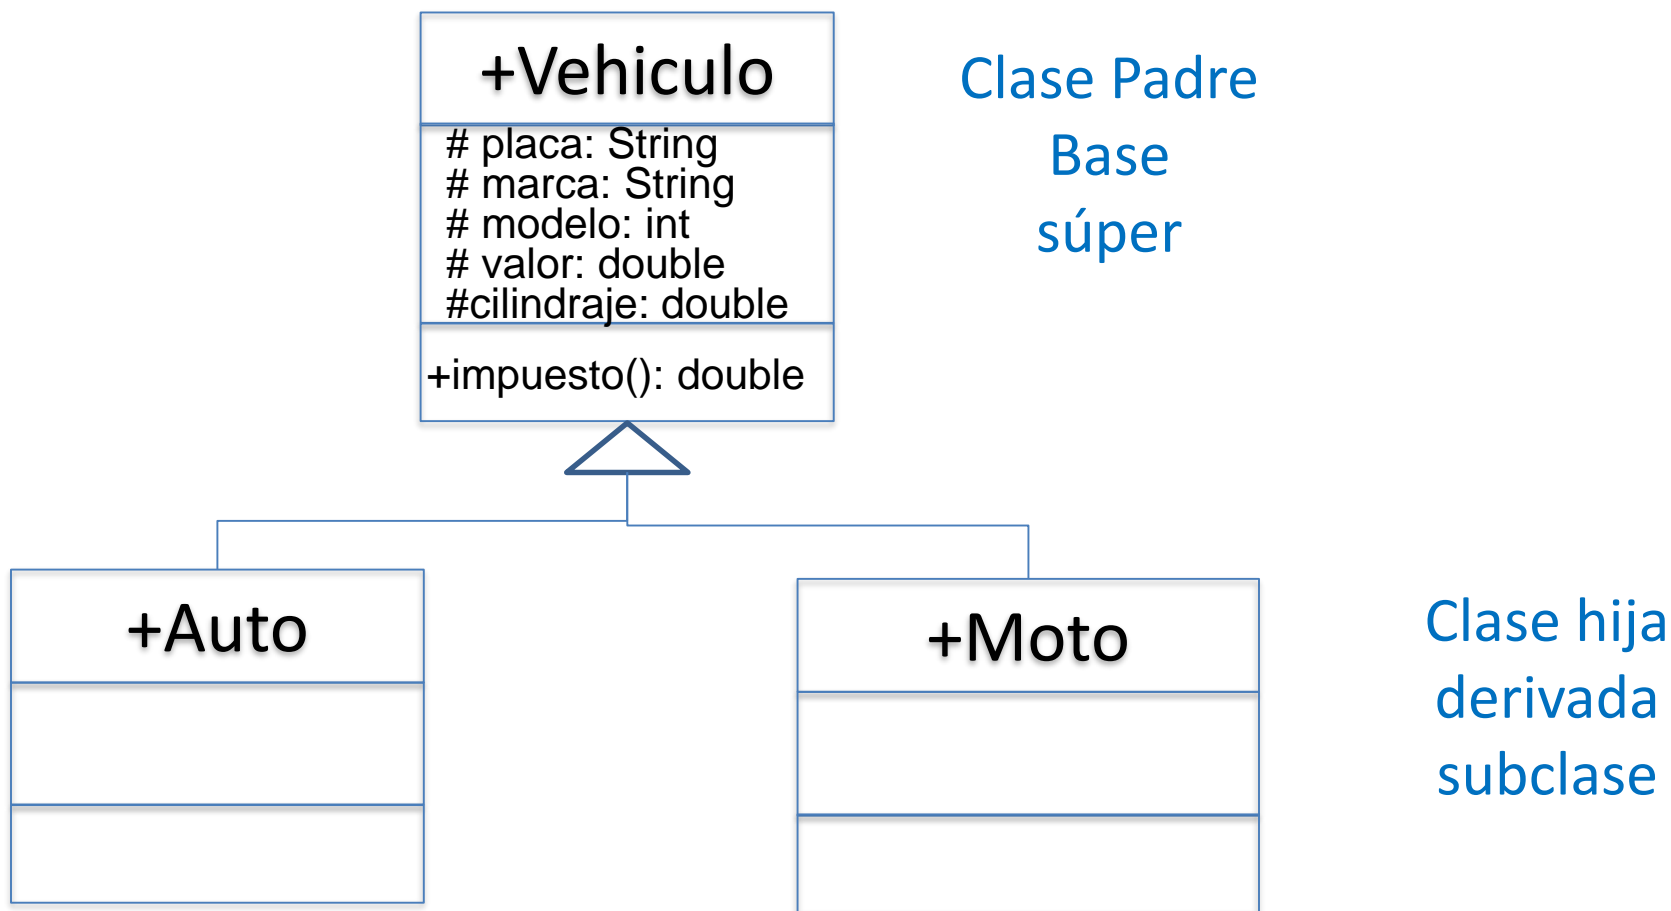 +Vehiculo
# placa: String
# marca: String
# modelo: int
# valor: double
#cilindraje: double
+impuesto(): double
Clase Padre
Base
súper
+Auto
+Moto
Clase hija
derivada
subclase